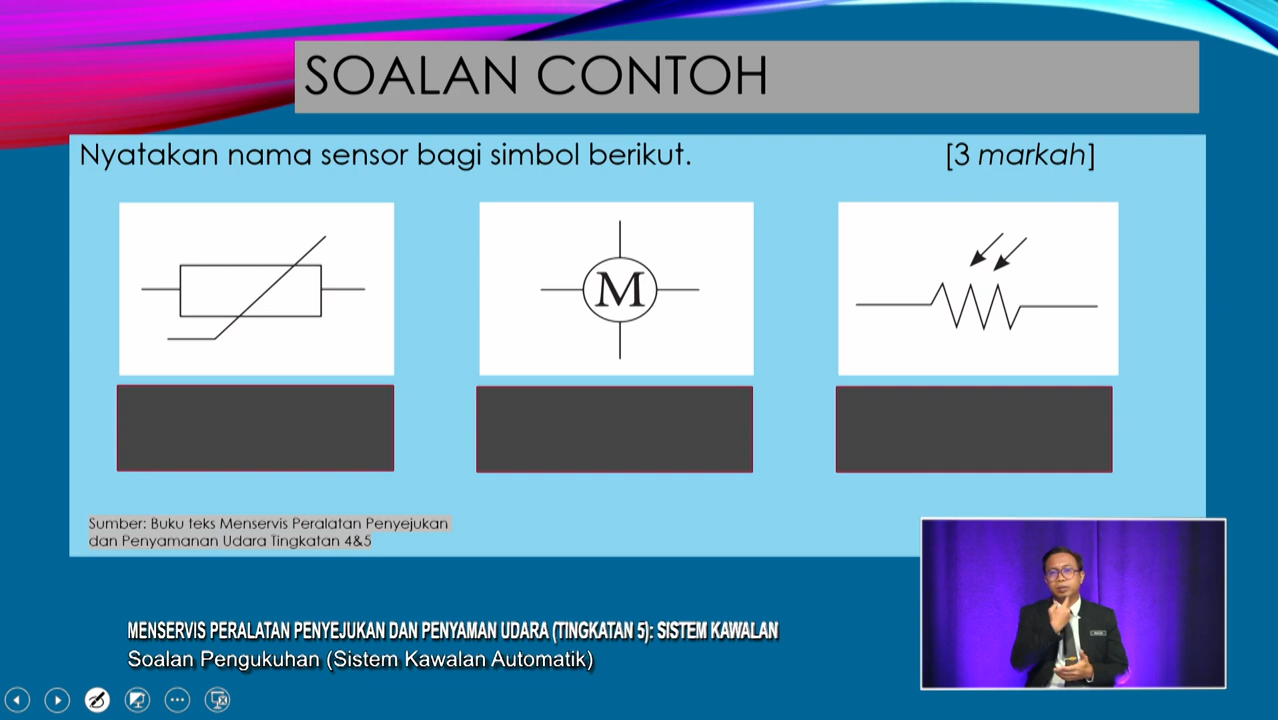 SOALAN CONTOH
Nyatakan nama sensor bagi simbol berikut. [3 markah]
M
Sumber: Buku teks Menservis Peralatan Penyejukan
dan Penyamanan Udara Tingkatan 4&5
MENSERVIS PERALATAN PENYEJUKAN DAN PENYAMAN UDARA (TINGKATAN 5): SISTEM KAWALAN
Soalan Pengukuhan (Sistem Kawalan Automatik)